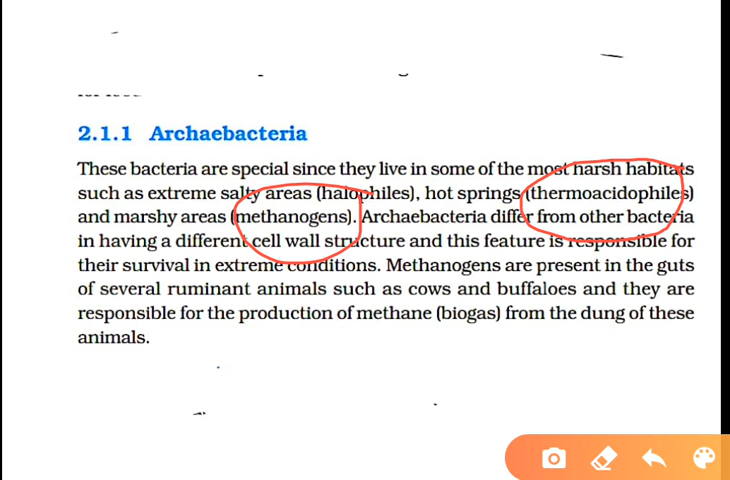 2.1.1 Archaebacteria
These bacteria are special since they live in some of the most harsh habitats
such as extreme salty areas (halophiles), hot springs (thermoacidophiles)
and marshy areas (methanogens). Archaebacteria differ from other bacteria
in having a different cell wall structure and this feature is responsible for
their survival in extreme conditions. Methanogens are present in the guts
of several ruminant animals such as cows and buffaloes and they are
responsible for the production of methane (biogas) from the dung of these
animals.